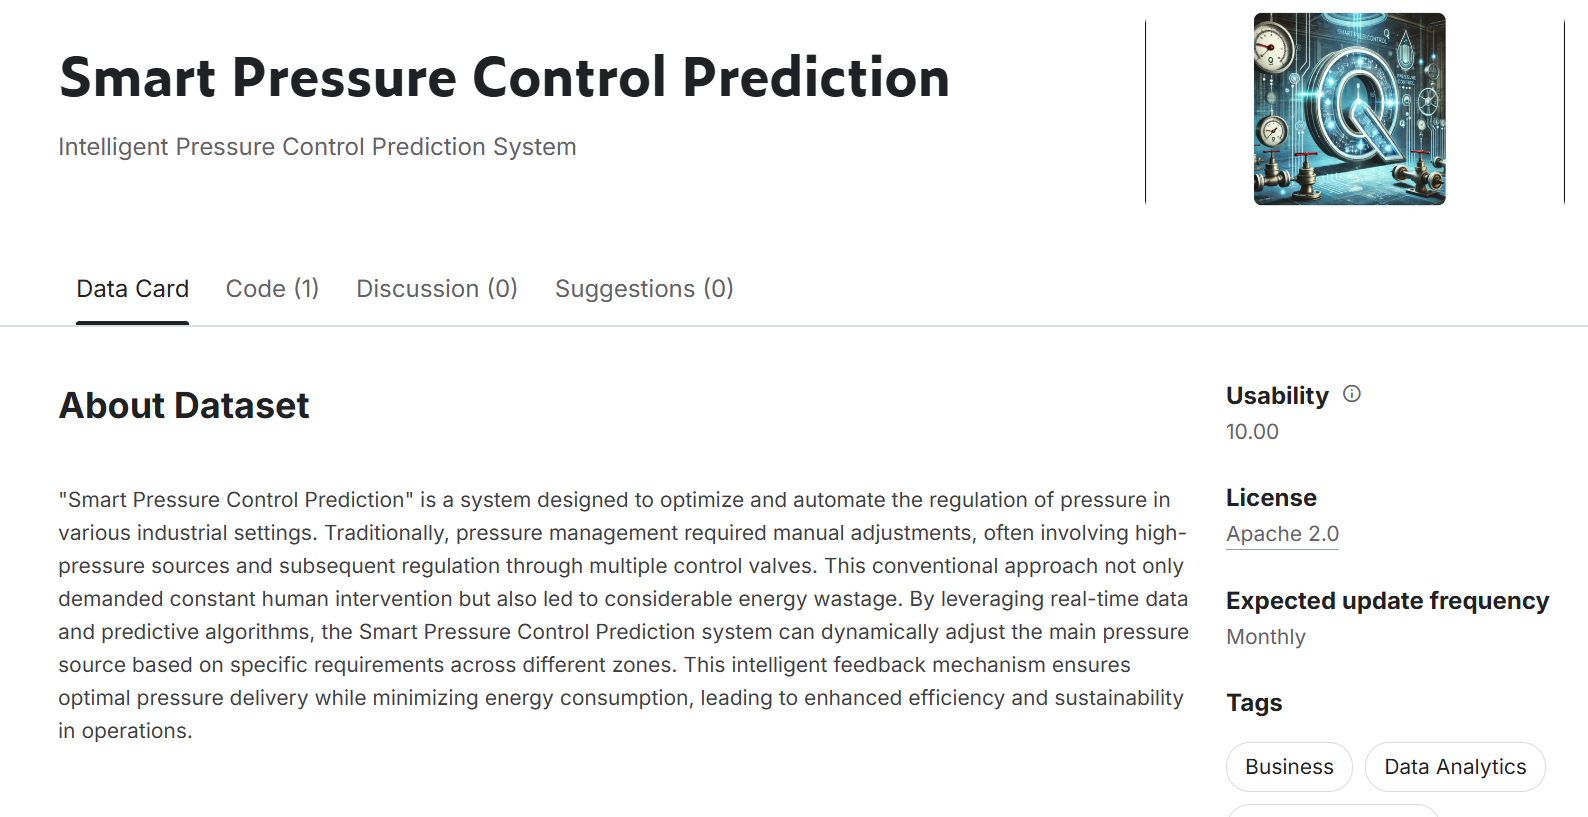 Smart Pressure Control Prediction
Intelligent Pressure Control Prediction System
Data Card
Code (1)
Discussion (0)
Suggestions (0)
About Dataset
"Smart Pressure Control Prediction" is a system designed to optimize and automate the regulation of pressure in
various industrial settings. Traditionally, pressure management required manual adjustments, often involving high-
pressure sources and subsequent regulation through multiple control valves. This conventional approach not only
demanded constant human intervention but also led to considerable energy wastage. By leveraging real-time data
and predictive algorithms, the Smart Pressure Control Prediction system can dynamically adjust the main pressure
source based on specific requirements across different zones. This intelligent feedback mechanism ensures
optimal pressure delivery while minimizing energy consumption, leading to enhanced efficiency and sustainability
in operations.
Usability
10.00
License
Apache 2.0
Expected update frequency
Monthly
Tags
Business
Data Analytics